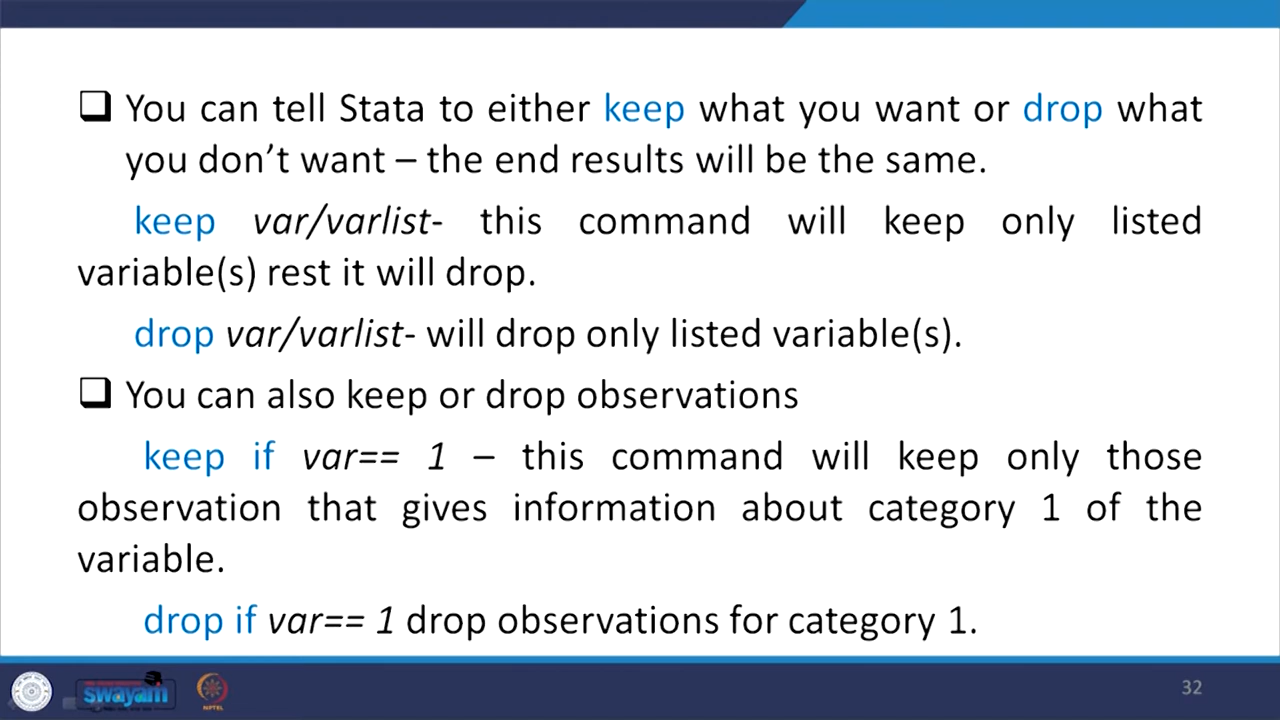 You can tell Stata to either keep what you want or drop what
you don’t want – the end results will be the same.
keep var/varlist- this command will keep only listed
variable(s) rest it will drop.
drop var/varlist- will drop only listed variable(s).
You can also keep or drop observations
keep if var== 1 – this command will keep only those
observation that gives information about category 1 of the
variable.
drop if var== 1 drop observations for category 1.
swayam
NPTEL
32